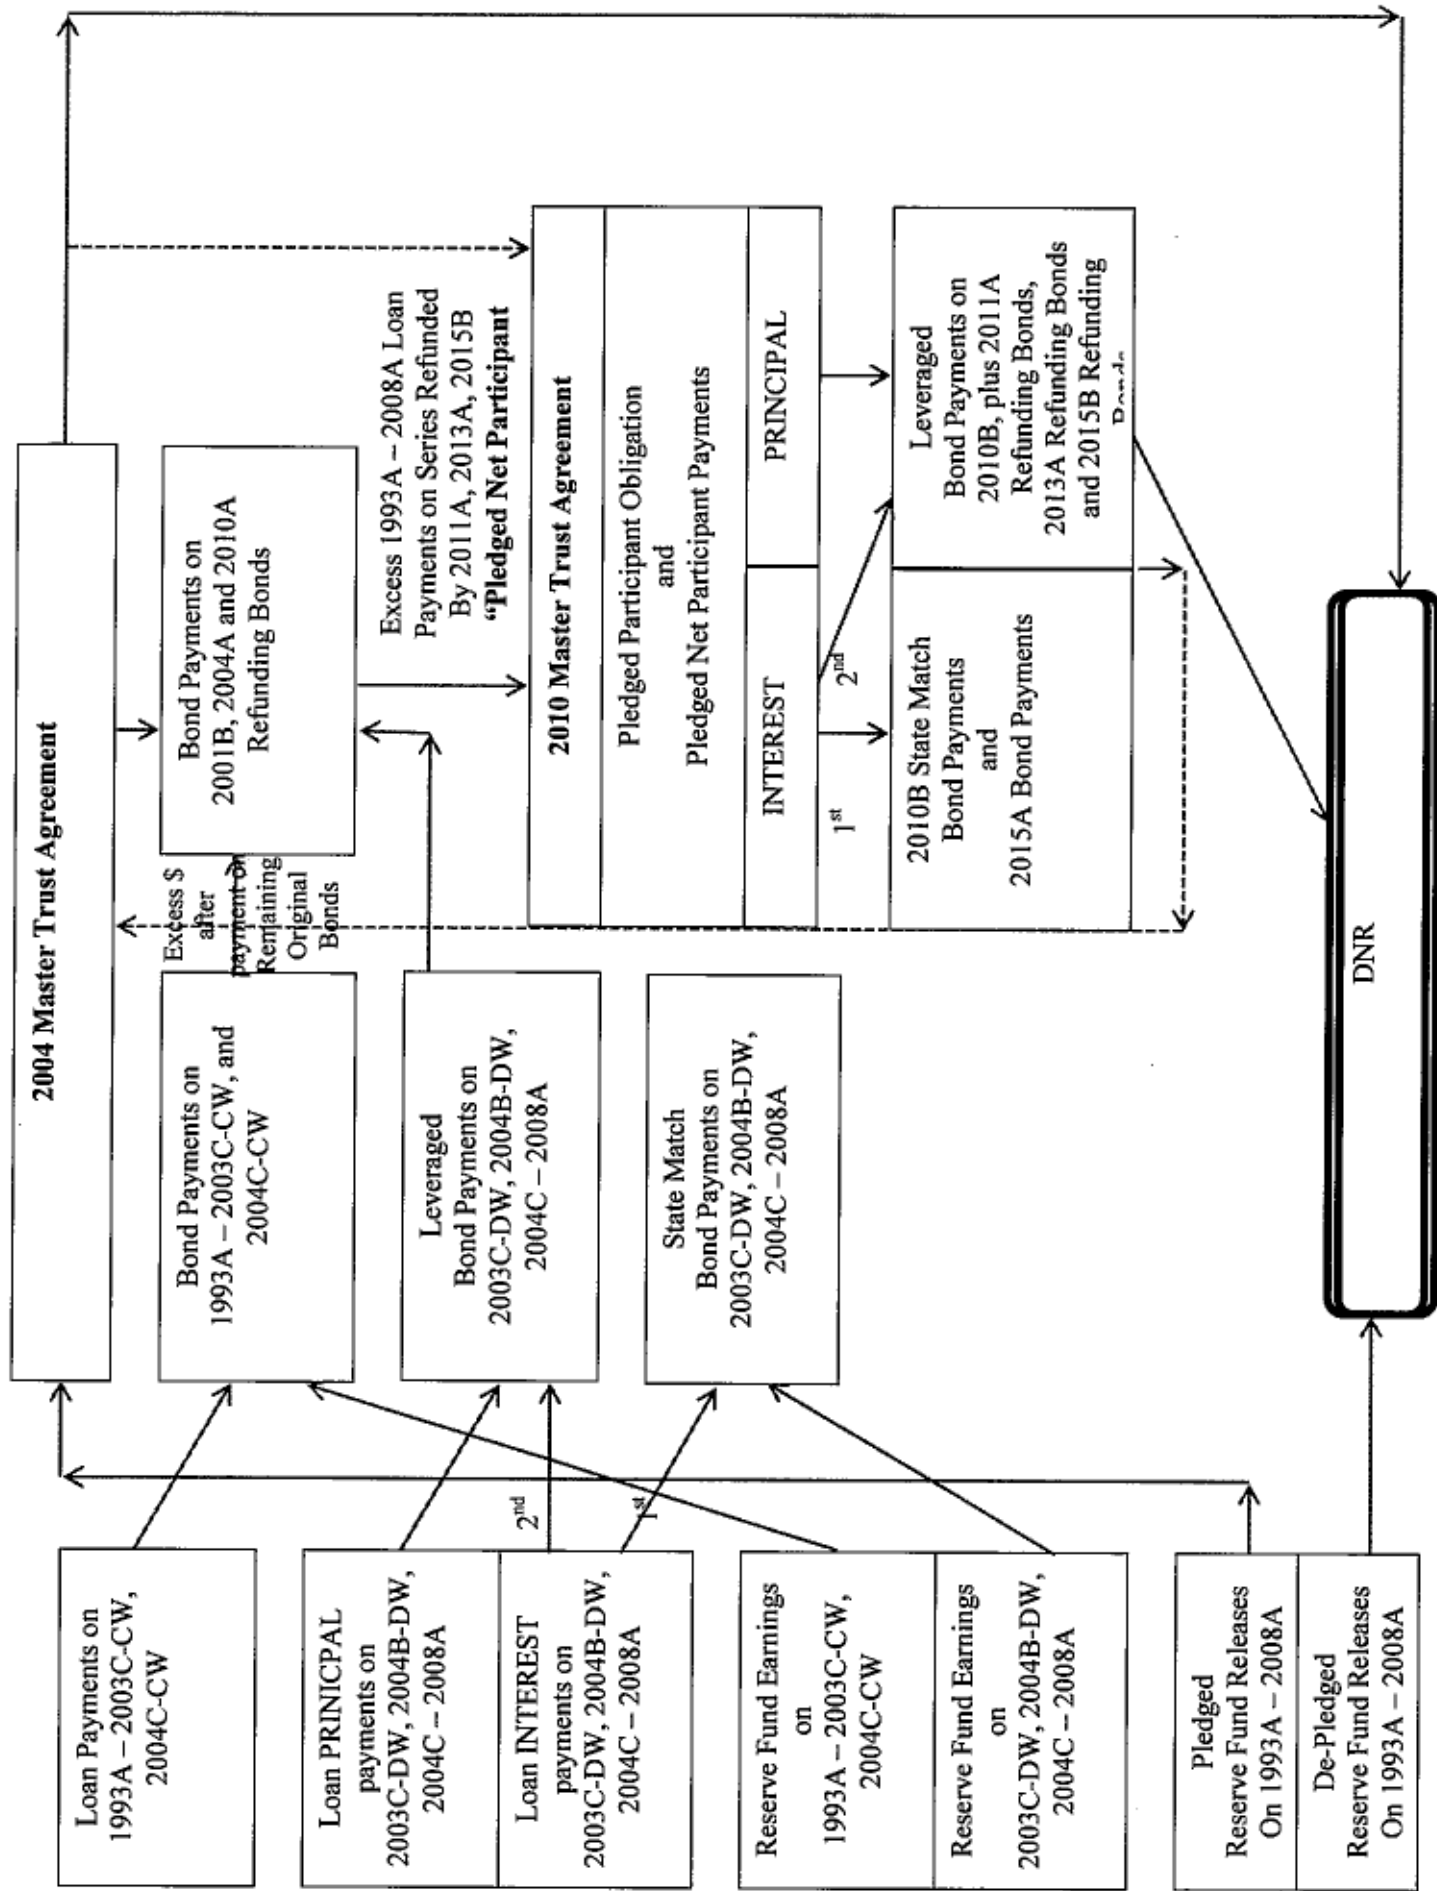 2004 Master Trust Agreement
Loan Payments on
1993A – 2003C-CW,
2004C-CW
Bond Payments on
1993A – 2003C-CW, and
2004C-CW
Excess $
after
payment on
Remaining
Original
Bonds
Bond Payments on
2001B, 2004A and 2010A
Refunding Bonds
Loan PRINICPAL
payments on
2003C-DW, 2004B-DW,
2004C – 2008A
Loan INTEREST
payments on
2003C-DW, 2004B-DW,
2004C – 2008A
2nd
1st
Leveraged
Bond Payments on
2003C-DW, 2004B-DW,
2004C – 2008A
Excess 1993A – 2008A Loan
Payments on Series Refunded
By 2011A, 2013A, 2015B
“Pledged Net Participant
State Match
Bond Payments on
2003C-DW, 2004B-DW,
2004C – 2008A
2010 Master Trust Agreement
Pledged Participant Obligation
and
Pledged Net Participant Payments
INTEREST
PRINCIPAL
1st
2nd
Reserve Fund Earnings
on
1993A – 2003C-CW,
2004C-CW
Reserve Fund Earnings
on
2003C-DW, 2004B-DW,
2004C – 2008A
2010B State Match
Bond Payments
and
2015A Bond Payments
Leveraged
Bond Payments on
2010B, plus 2011A
Refunding Bonds,
2013A Refunding Bonds
and 2015B Refunding
Pledged
Reserve Fund Releases
On 1993A – 2008A
De-Pledged
Reserve Fund Releases
On 1993A – 2008A
DNR